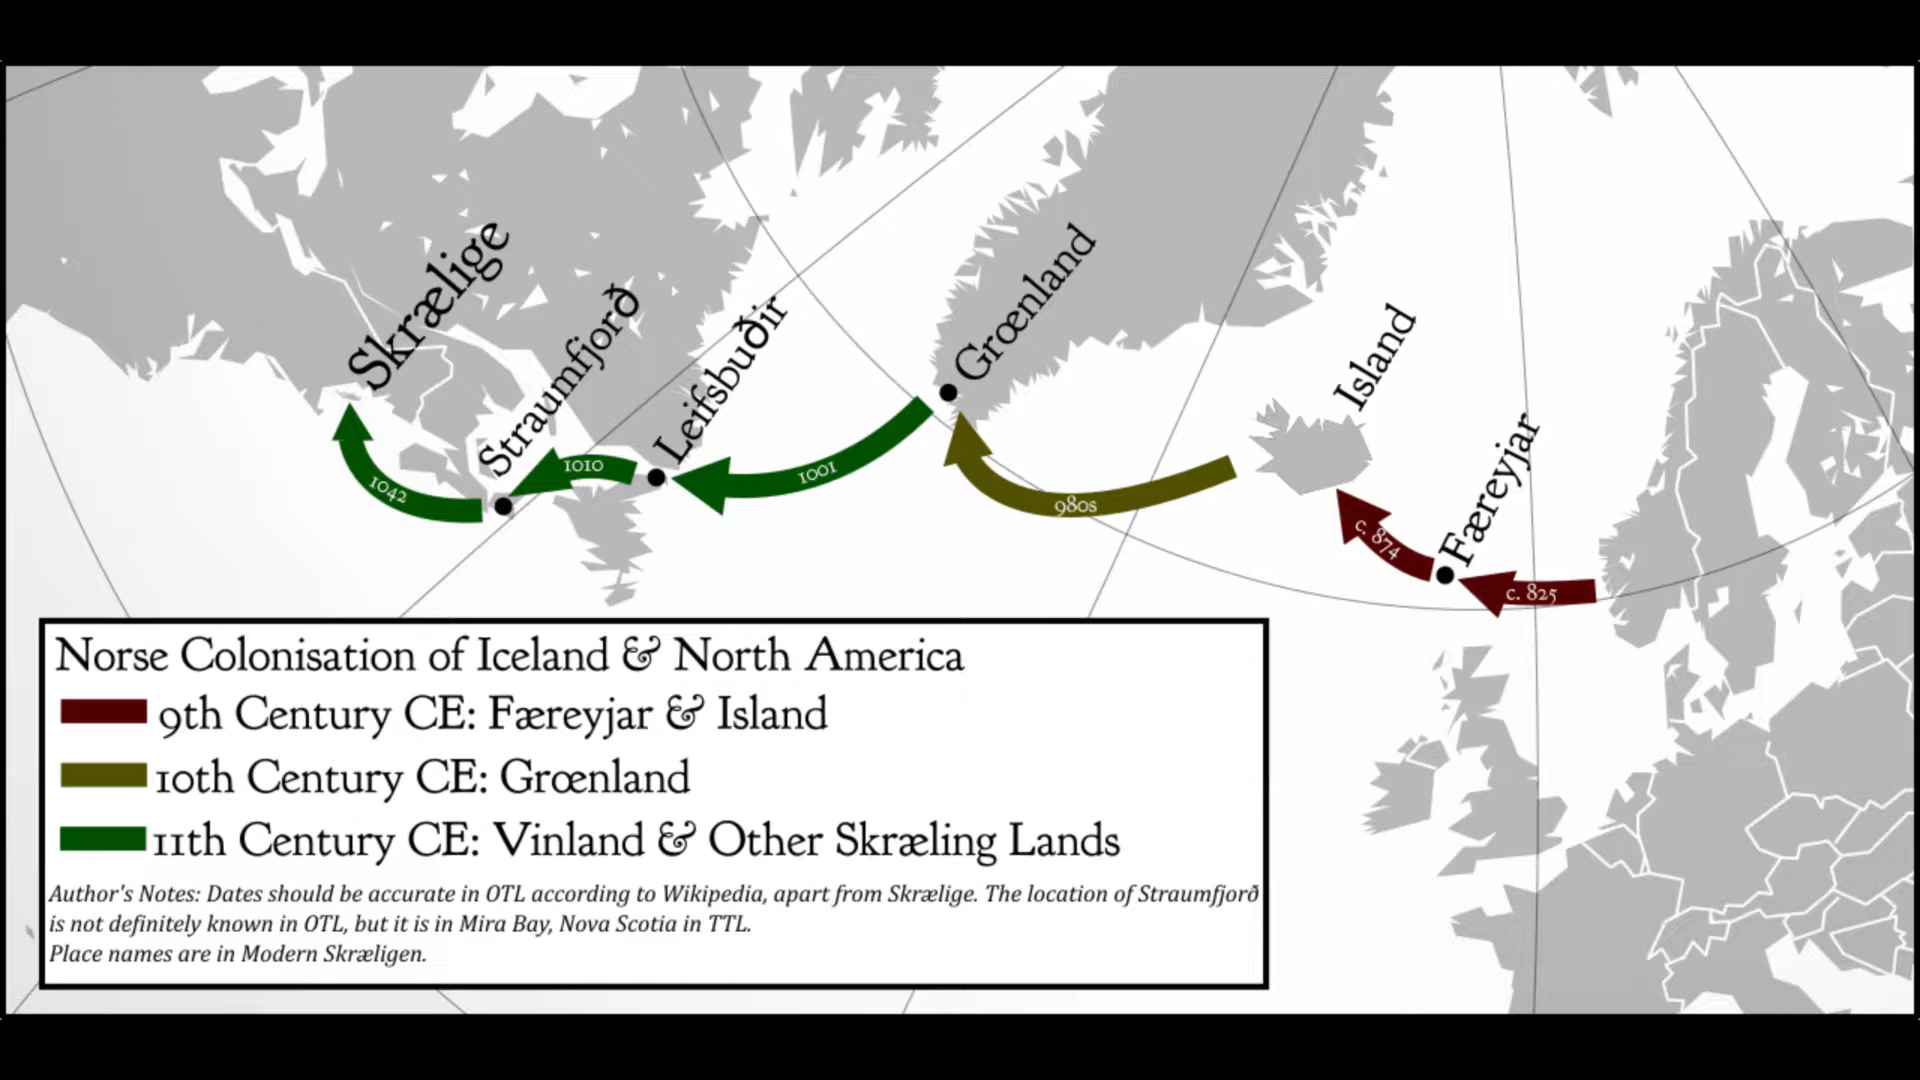 Skrælige
Straumfjorð
Leifsbuðir
Grœnland
Island
Færeyjar
1042
1010
1001
980s
c. 874
c. 825
Norse Colonisation of Iceland & North America
9th Century CE: Færeyjar & Island
10th Century CE: Grœnland
11th Century CE: Vinland & Other Skræling Lands
Author's Notes: Dates should be accurate in OTL according to Wikipedia, apart from Skrælige. The location of Straumfjorð
is not definitely known in OTL, but it is in Mira Bay, Nova Scotia in TTL.
Place names are in Modern Skræligen.